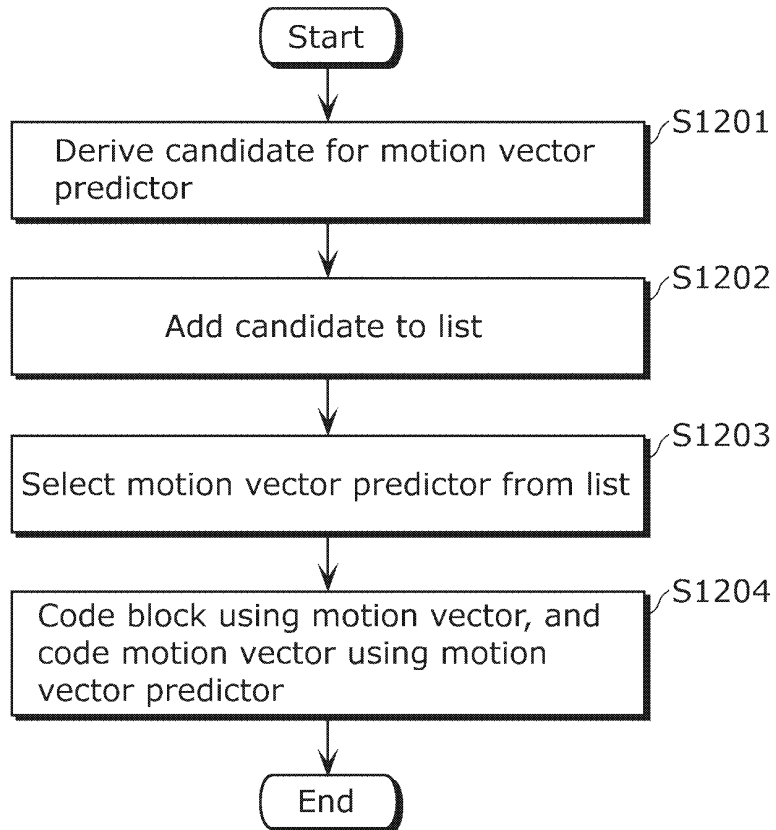 Start
S1201
Derive candidate for motion vector
predictor
S1202
Add candidate to list
S1203
Select motion vector predictor from list
S1204
Code block using motion vector, and
code motion vector using motion
vector predictor
End